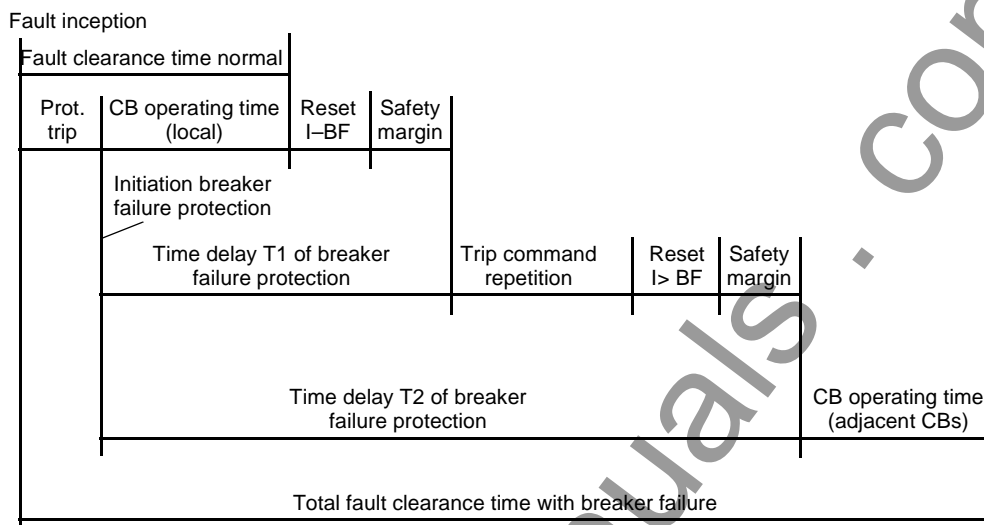 Fault inception
Fault clearance time normal
Prot.
trip
CB operating time
(local)
Reset
I–BF
Safety
margin
Initiation breaker
failure protection
Time delay T1 of breaker
failure protection
Trip command
repetition
Reset
I> BF
Safety
margin
Time delay T2 of breaker
failure protection
CB operating time
(adjacent CBs)
Total fault clearance time with breaker failure
uals . co